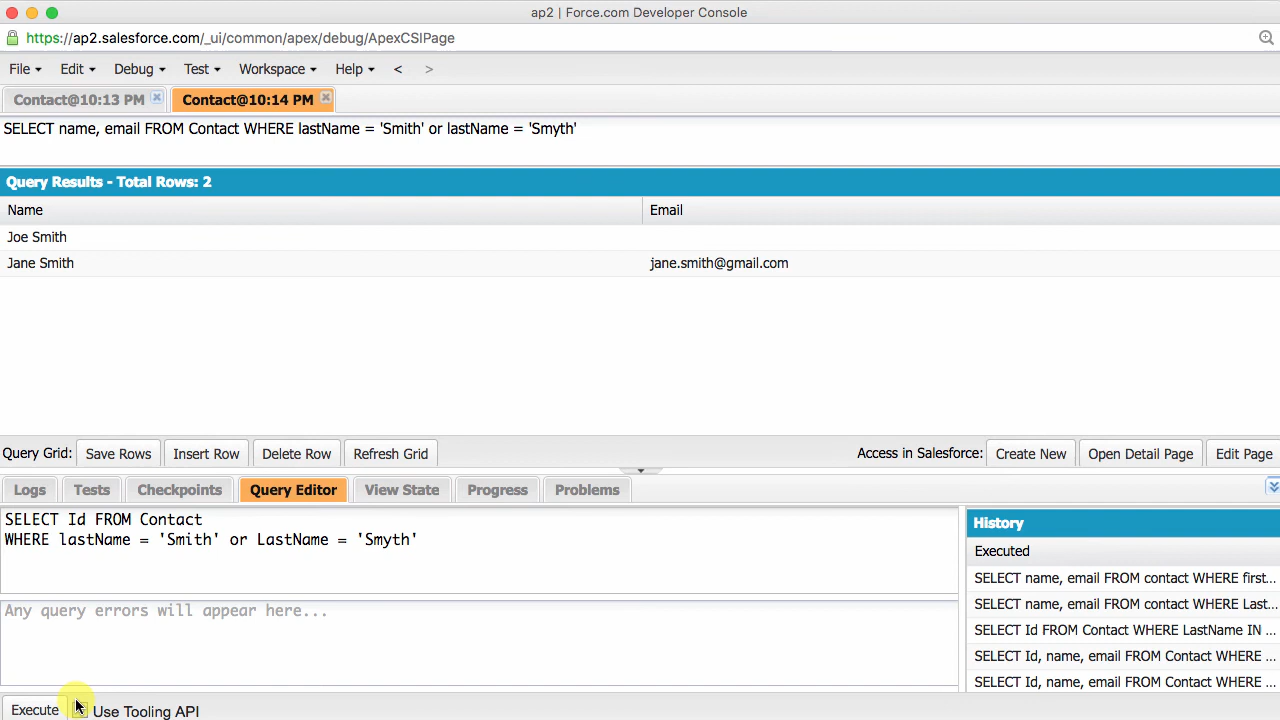 ap2 | Force.com Developer Console
https://ap2.salesforce.com/_ui/common/apex/debug/ApexCSIPage
File Edit Debug Test Workspace Help < >
Contact@10:13 PM Contact@10:14 PM
SELECT name, email FROM Contact WHERE lastName = 'Smith' or lastName = 'Smyth'
Query Results - Total Rows: 2
Name Email
Joe Smith
Jane Smith jane.smith@gmail.com
Query Grid: Save Rows Insert Row Delete Row Refresh Grid Access in Salesforce: Create New Open Detail Page Edit Page
Logs Tests Checkpoints Query Editor View State Progress Problems
SELECT Id FROM Contact
WHERE lastName = 'Smith' or LastName = 'Smyth'
Any query errors will appear here...
History
Executed
SELECT name, email FROM contact WHERE first...
SELECT name, email FROM contact WHERE Last...
SELECT Id FROM Contact WHERE LastName IN ...
SELECT Id, name, email FROM Contact WHERE ...
SELECT Id, name, email FROM Contact WHERE ...
Execute Use Tooling API